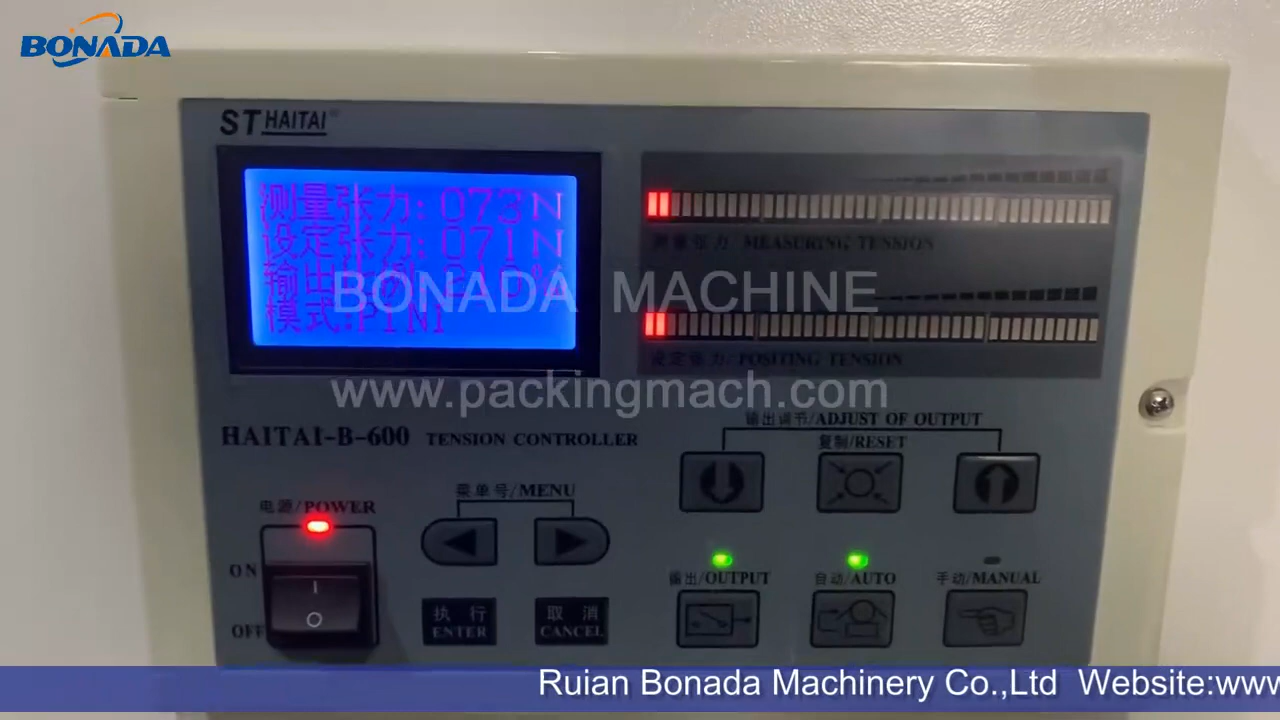 BONADA
ST HAITAI®
测量张力:073N
设定张力:071N
输出
模式:PINI
测量张力/MEASURING TENSION
设定张力/POSITING TENSION
BONADA MACHINE
www.packingmach.com
HAITAI-B-600 TENSION CONTROLLER
输出调节/ADJUST OF OUTPUT
复制/RESET
菜单号/MENU
电源/POWER
ON
I
O
OFF
执行
ENTER
取消
CANCEL
输出/OUTPUT
自动/AUTO
手动/MANUAL
Ruian Bonada Machinery Co.,Ltd Website:www